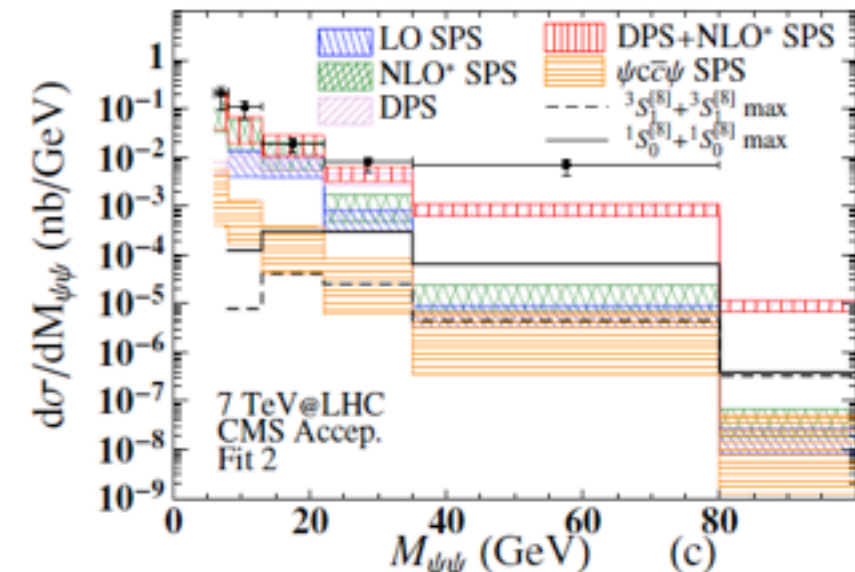 LO SPS
DPS+NLO* SPS
NLO* SPS
ψcc̄ψ SPS
DPS
³S₁^[8]+³S₁^[8] max
¹S₀^[8]+¹S₀^[8] max
dσ/dM_ψψ (nb/GeV)
1
10⁻¹
10⁻²
10⁻³
10⁻⁴
10⁻⁵
10⁻⁶
10⁻⁷
10⁻⁸
10⁻⁹
7 TeV@LHC
CMS Accep.
Fit 2
0 20 40 60 80
M_ψψ (GeV) (c)